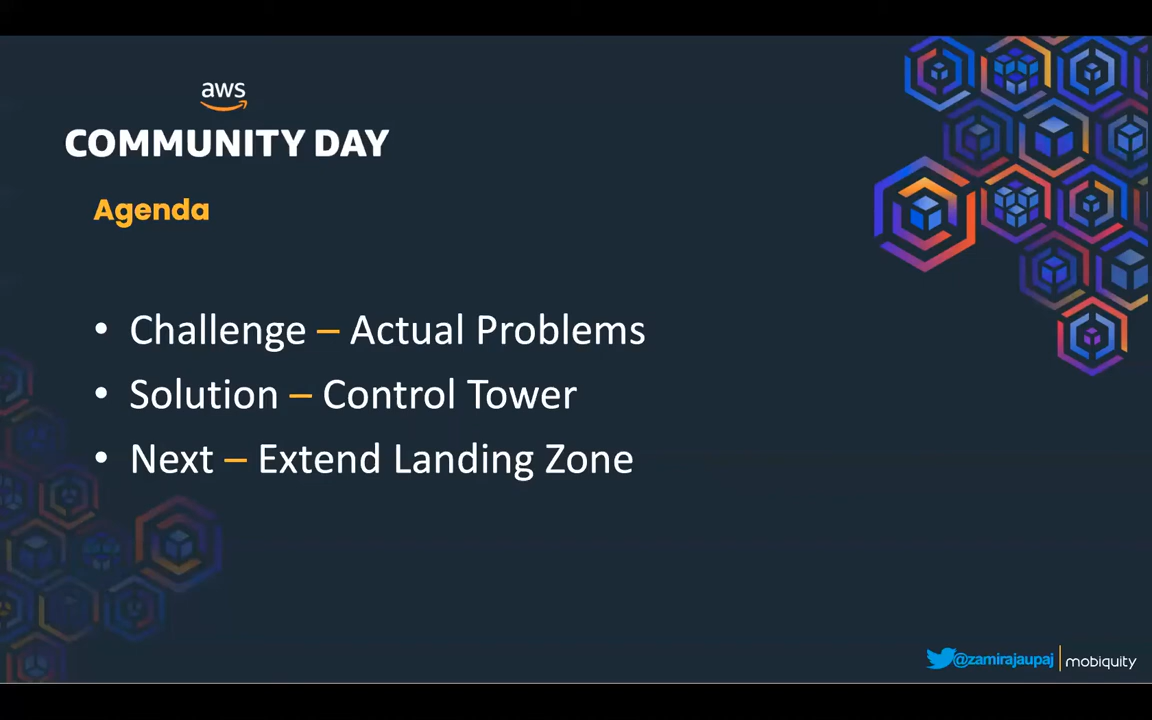 aws
COMMUNITY DAY
Agenda
• Challenge – Actual Problems
• Solution – Control Tower
• Next – Extend Landing Zone
@zamirajaupaj | mobiquity